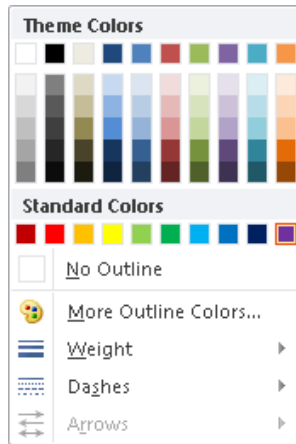 Theme Colors
Standard Colors
No Outline
More Outline Colors...
Weight
Dashes
Arrows